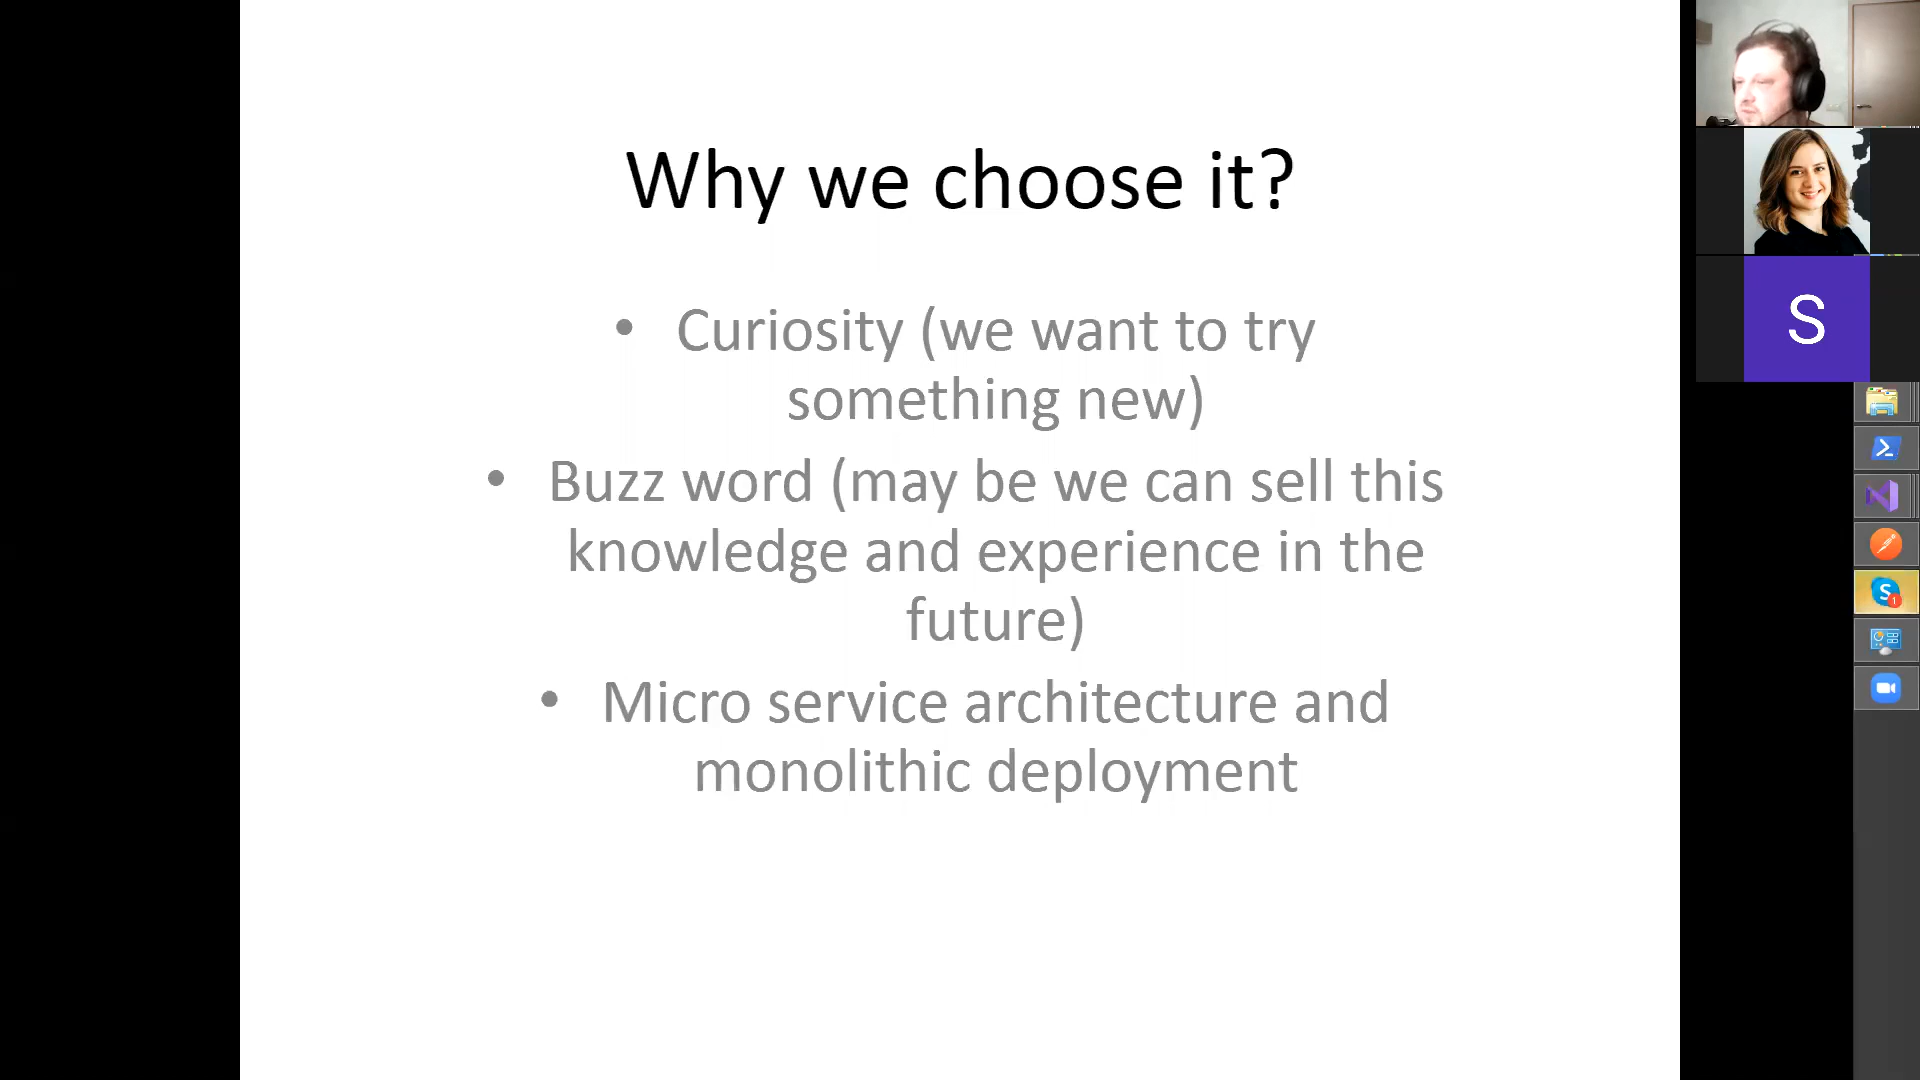 Why we choose it?
• Curiosity (we want to try
something new)
• Buzz word (may be we can sell this
knowledge and experience in the
future)
• Micro service architecture and
monolithic deployment
S
S
1